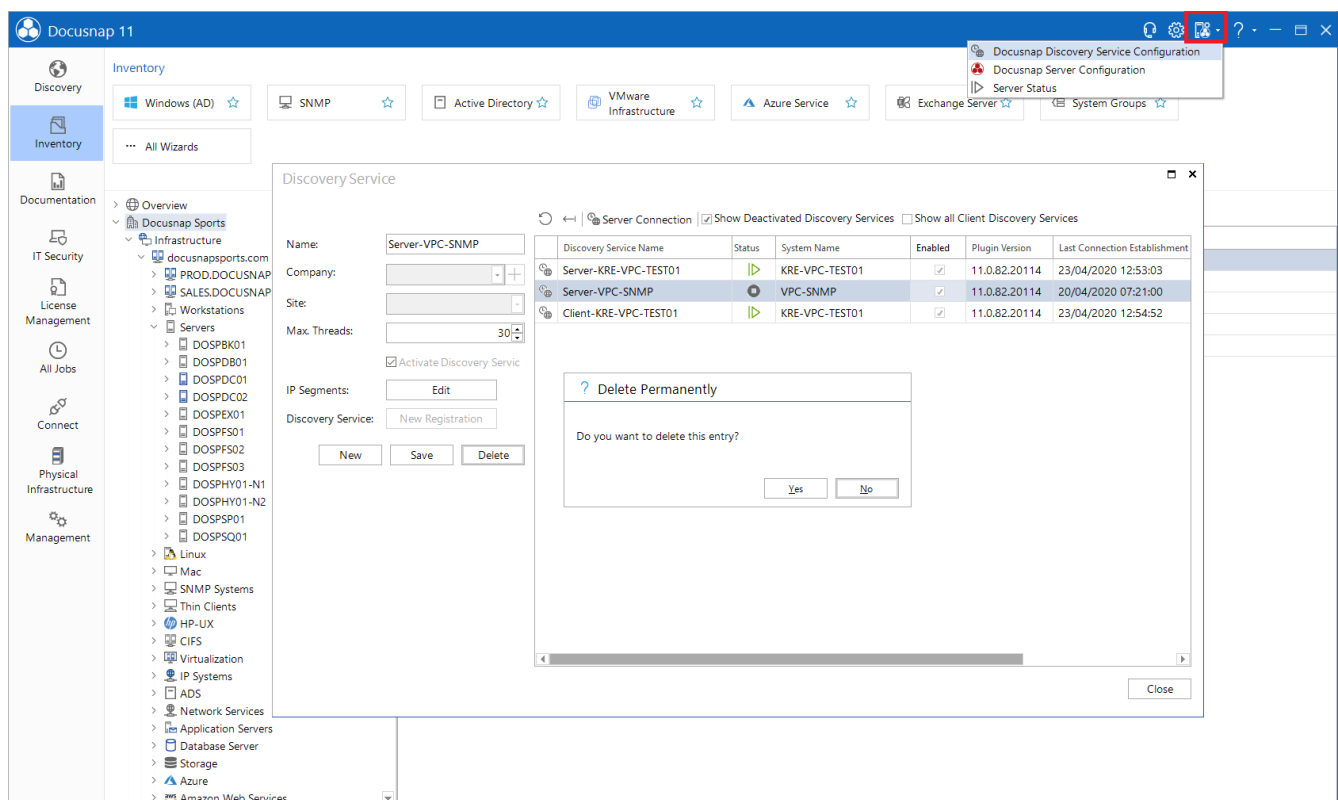 Docusnap 11
Docusnap Discovery Service Configuration
Docusnap Server Configuration
Server Status
Discovery
Inventory
Documentation
IT Security
License
Management
All Jobs
Connect
Physical
Infrastructure
Management
Inventory
Windows (AD)
SNMP
Active Directory
VMware
Infrastructure
Azure Service
Exchange Server
System Groups
All Wizards
Overview
Docusnap Sports
Infrastructure
docusnapsports.com
PROD.DOCUSNAP
SALES.DOCUSNAP
Workstations
Servers
DOSPBK01
DOSPDB01
DOSPDC01
DOSPDC02
DOSPEX01
DOSPFS01
DOSPFS02
DOSPFS03
DOSPHY01-N1
DOSPHY01-N2
DOSPSP01
DOSPSQ01
Linux
Mac
SNMP Systems
Thin Clients
HP-UX
CIFS
Virtualization
IP Systems
ADS
Network Services
Application Servers
Database Server
Storage
Azure
aws Amazon Web Services
Discovery Service
Name: Server-VPC-SNMP
Company:
Site:
Max. Threads: 30
Activate Discovery Servic
IP Segments: Edit
Discovery Service: New Registration
New Save Delete
Server Connection Show Deactivated Discovery Services Show all Client Discovery Services
Discovery Service Name Status System Name Enabled Plugin Version Last Connection Establishment
Server-KRE-VPC-TEST01 KRE-VPC-TEST01 11.0.82.20114 23/04/2020 12:53:03
Server-VPC-SNMP VPC-SNMP 11.0.82.20114 20/04/2020 07:21:00
Client-KRE-VPC-TEST01 KRE-VPC-TEST01 11.0.82.20114 23/04/2020 12:54:52
? Delete Permanently
Do you want to delete this entry?
Yes No
Close